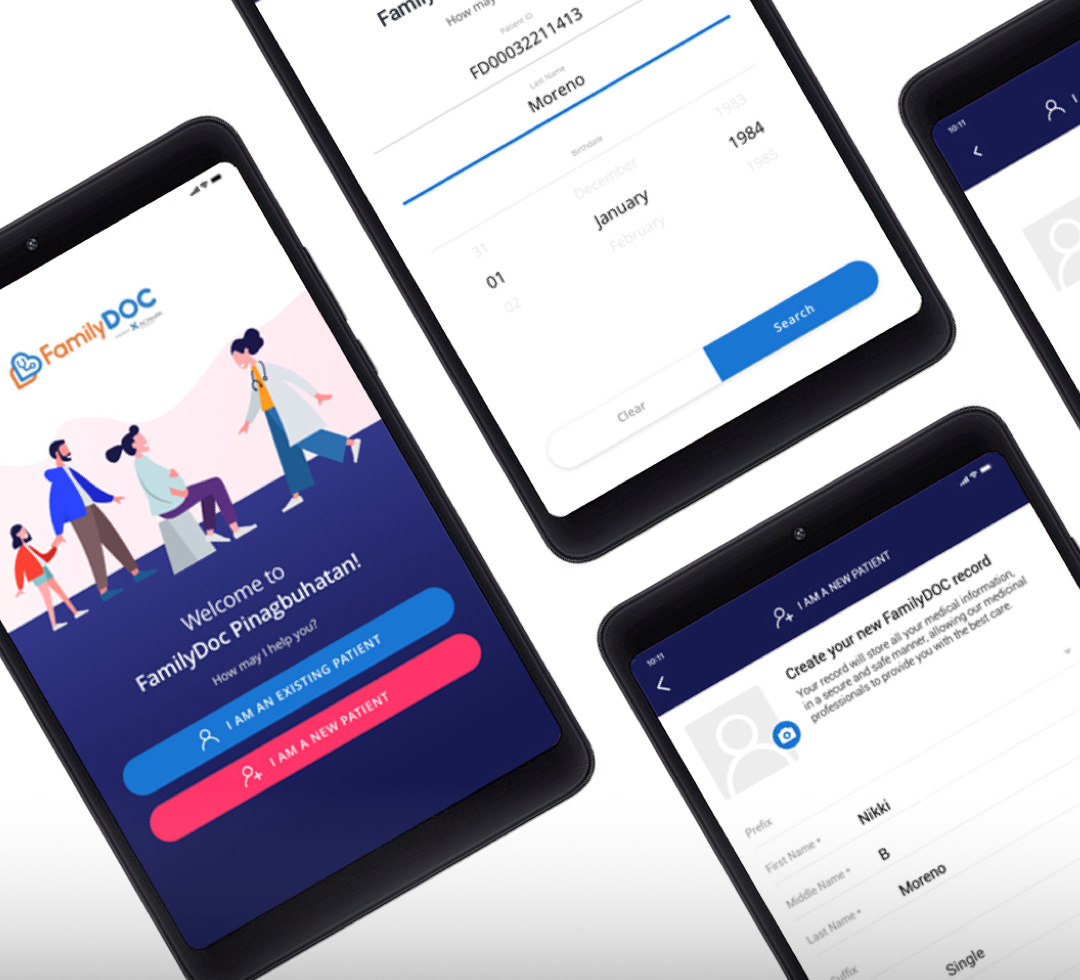 FamilyDOC
Welcome to
FamilyDoc Pinagbuhatan!
How may I help you?
I AM AN EXISTING PATIENT
I AM A NEW PATIENT
How may
Patient ID
FD00032211413
Last Name
Moreno
Birthdate
December
1983
01
January
1984
31
02
February
1985
Clear
Search
10:11
I
10:11
I AM A NEW PATIENT
Create your new FamilyDOC record
Your record will store all your medical information,
in a secure and safe manner, allowing our medicinal
professionals to provide you with the best care.
Prefix
First Name *
Nikki
Middle Name *
B
Last Name *
Moreno
Suffix
Single